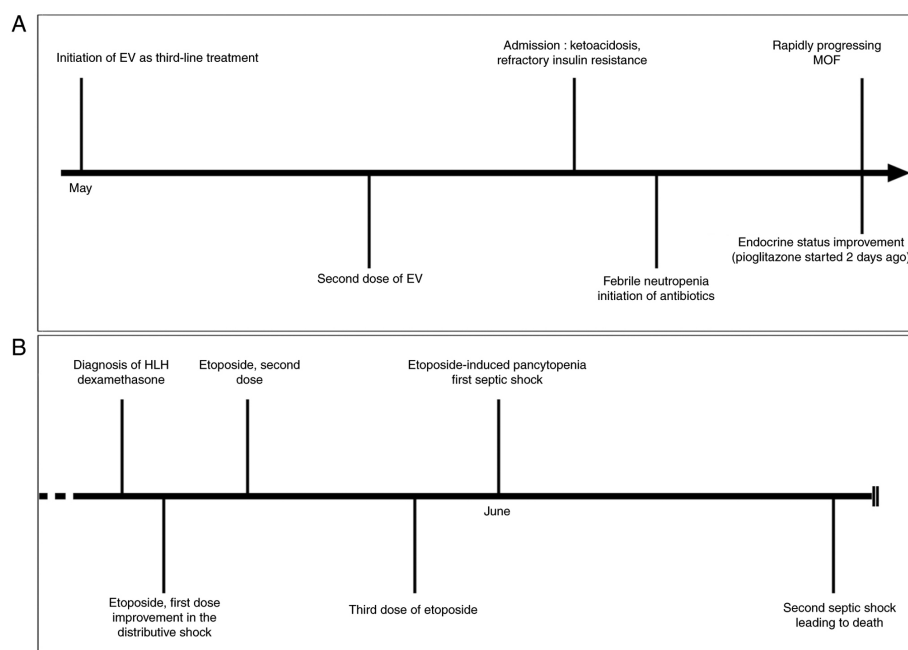 A
Initiation of EV as third-line treatment
Admission : ketoacidosis,
refractory insulin resistance
Rapidly progressing
MOF
May
Second dose of EV
Febrile neutropenia
initiation of antibiotics
Endocrine status improvement
(pioglitazone started 2 days ago)
B
Diagnosis of HLH
dexamethasone
Etoposide, second
dose
Etoposide-induced pancytopenia
first septic shock
June
Etoposide, first dose
improvement in the
distributive shock
Third dose of etoposide
Second septic shock
leading to death